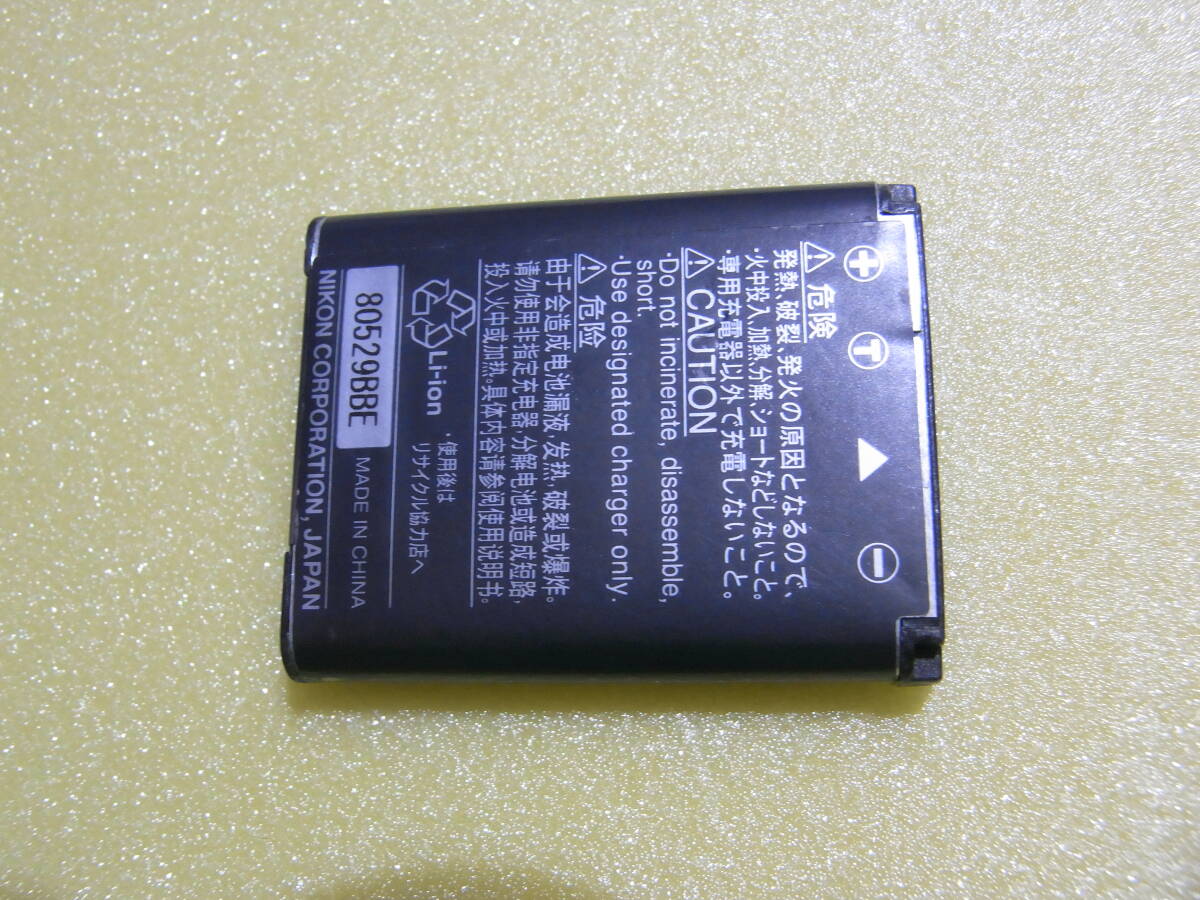 + T −
⚠危険
発熱、破裂、発火の原因となるので、
・火中投入、加熱、分解、ショートなどしないこと。
・専用充電器以外で充電しないこと。
⚠CAUTION
・Do not incinerate, disassemble,
short.
・Use designated charger only.
⚠危险
由于会造成电池漏液，发热，破裂或爆炸。
请勿使用非指定充电器，分解电池或造成短路，
投入火中或加热。具体内容请参阅使用说明书。
Li-ion
・使用後は
リサイクル協力店へ
80529BBE
MADE IN CHINA
NIKON CORPORATION, JAPAN